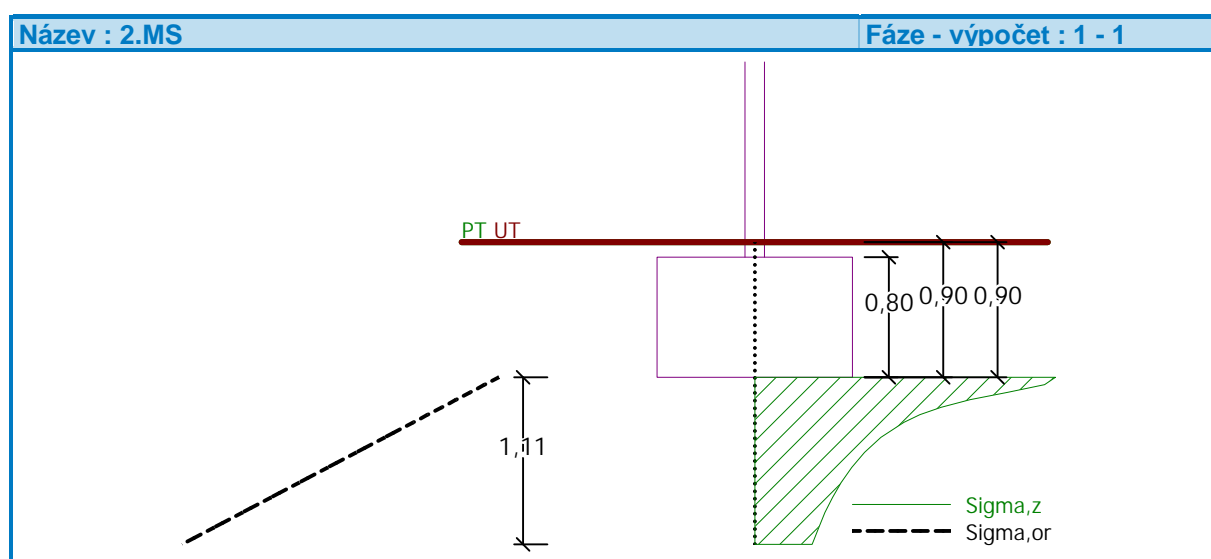 Název : 2.MS
Fáze - výpočet : 1 - 1
PT UT
0,80 0,90 0,90
1,11
Sigma,z
Sigma,or